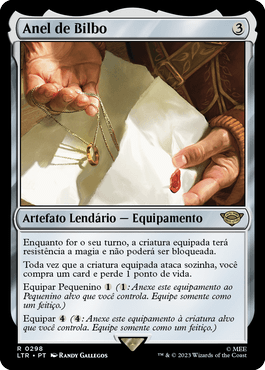 Anel de Bilbo 3
Artefato Lendário — Equipamento
Enquanto for o seu turno, a criatura equipada terá
resistência a magia e não poderá ser bloqueada.
Toda vez que a criatura equipada ataca sozinha, você
compra um card e perde 1 ponto de vida.
Equipar Pequenino 1 (1: Anexe este equipamento ao
Pequenino alvo que você controla. Equipe somente como
um feitiço.)
Equipar 4 (4: Anexe este equipamento à criatura alvo
que você controla. Equipe somente como um feitiço.)
R 0298
LTR • PT RANDY GALLEGOS
© MEE
™ & © 2023 Wizards of the Coast